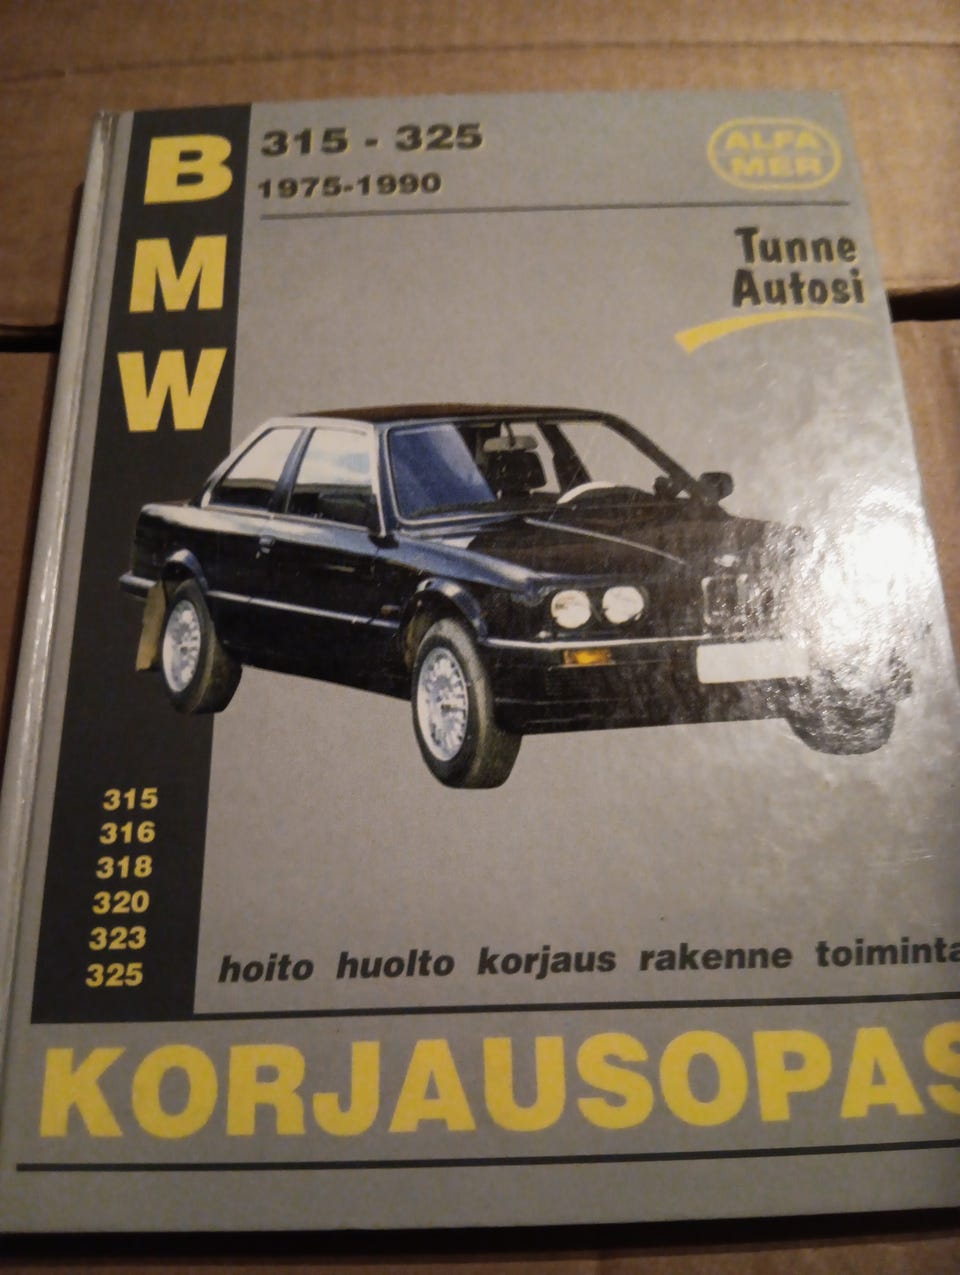 B
M
W
315 - 325
1975-1990
ALFA
MER
Tunne
Autosi
315
316
318
320
323
325
hoito huolto korjaus rakenne toiminta
KORJAUSOPAS